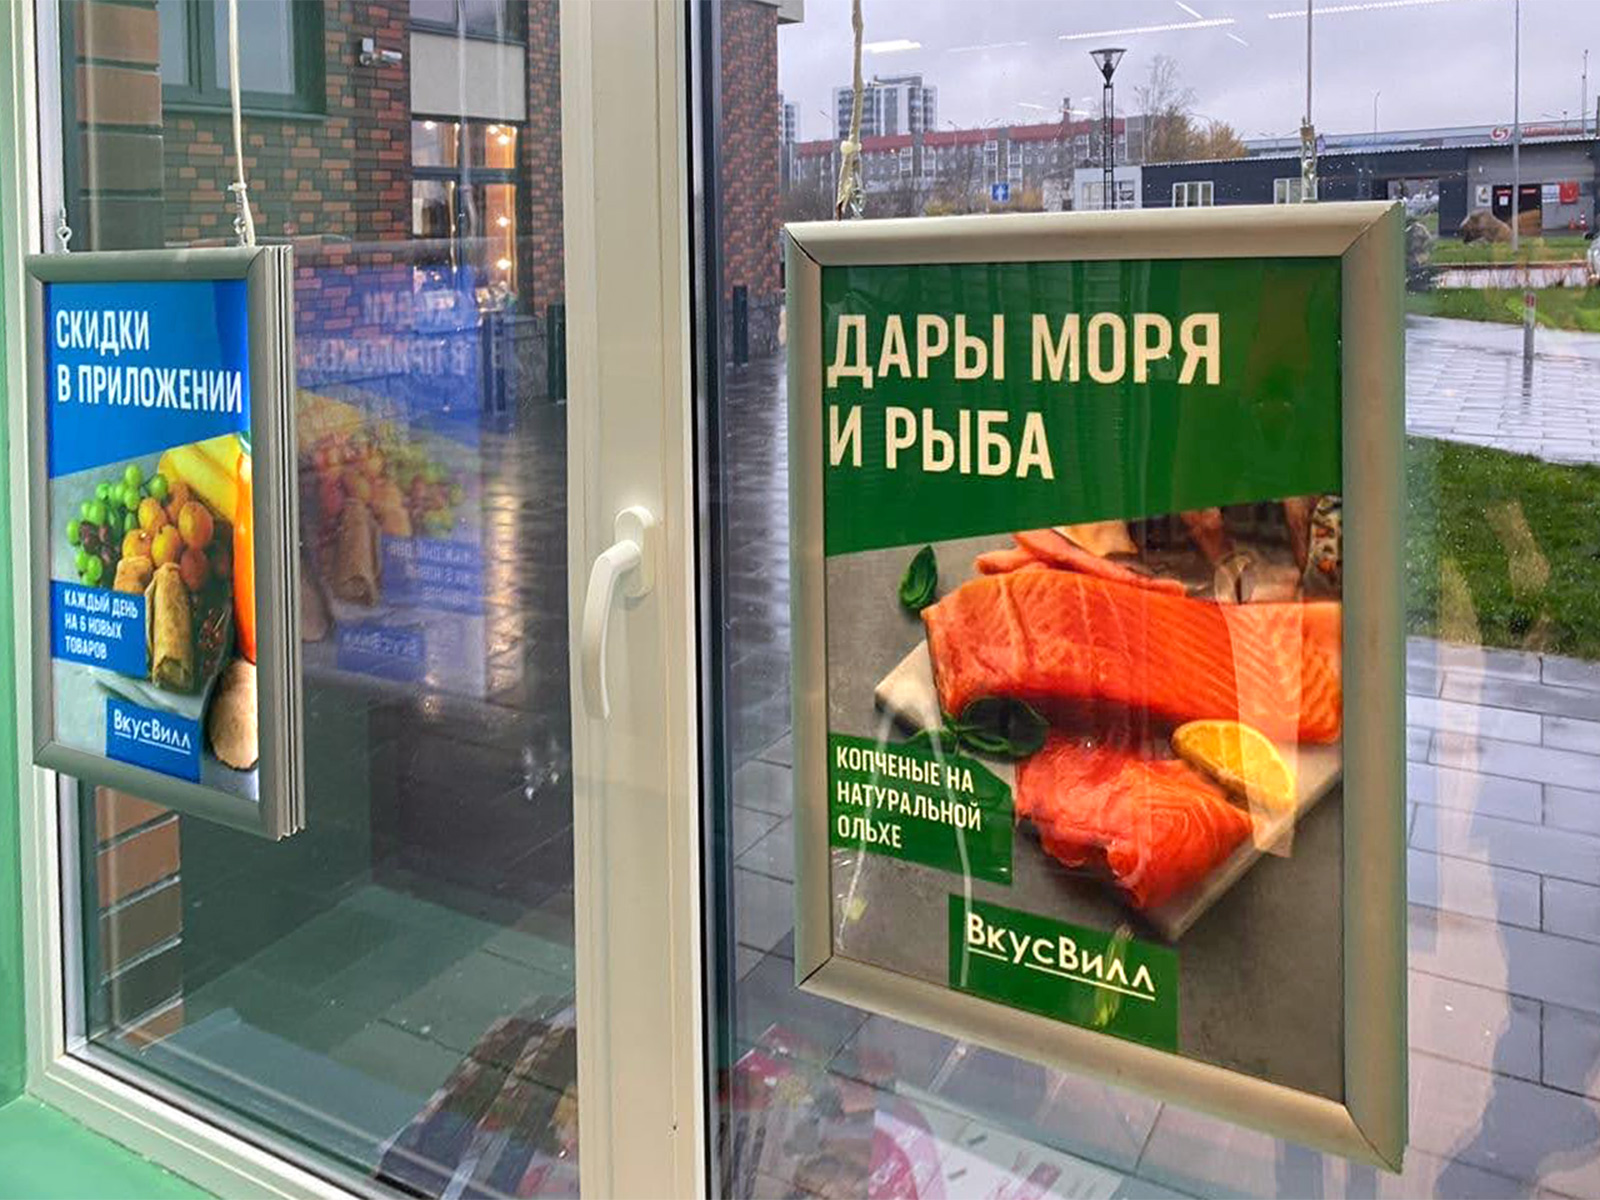 СКИДКИ
В ПРИЛОЖЕНИИ
КАЖДЫЙ ДЕНЬ
НА 6 НОВЫХ
ТОВАРОВ
ВкусВилл
ДАРЫ МОРЯ
И РЫБА
КОПЧЕНЫЕ НА
НАТУРАЛЬНОЙ
ОЛЬХЕ
ВкусВилл